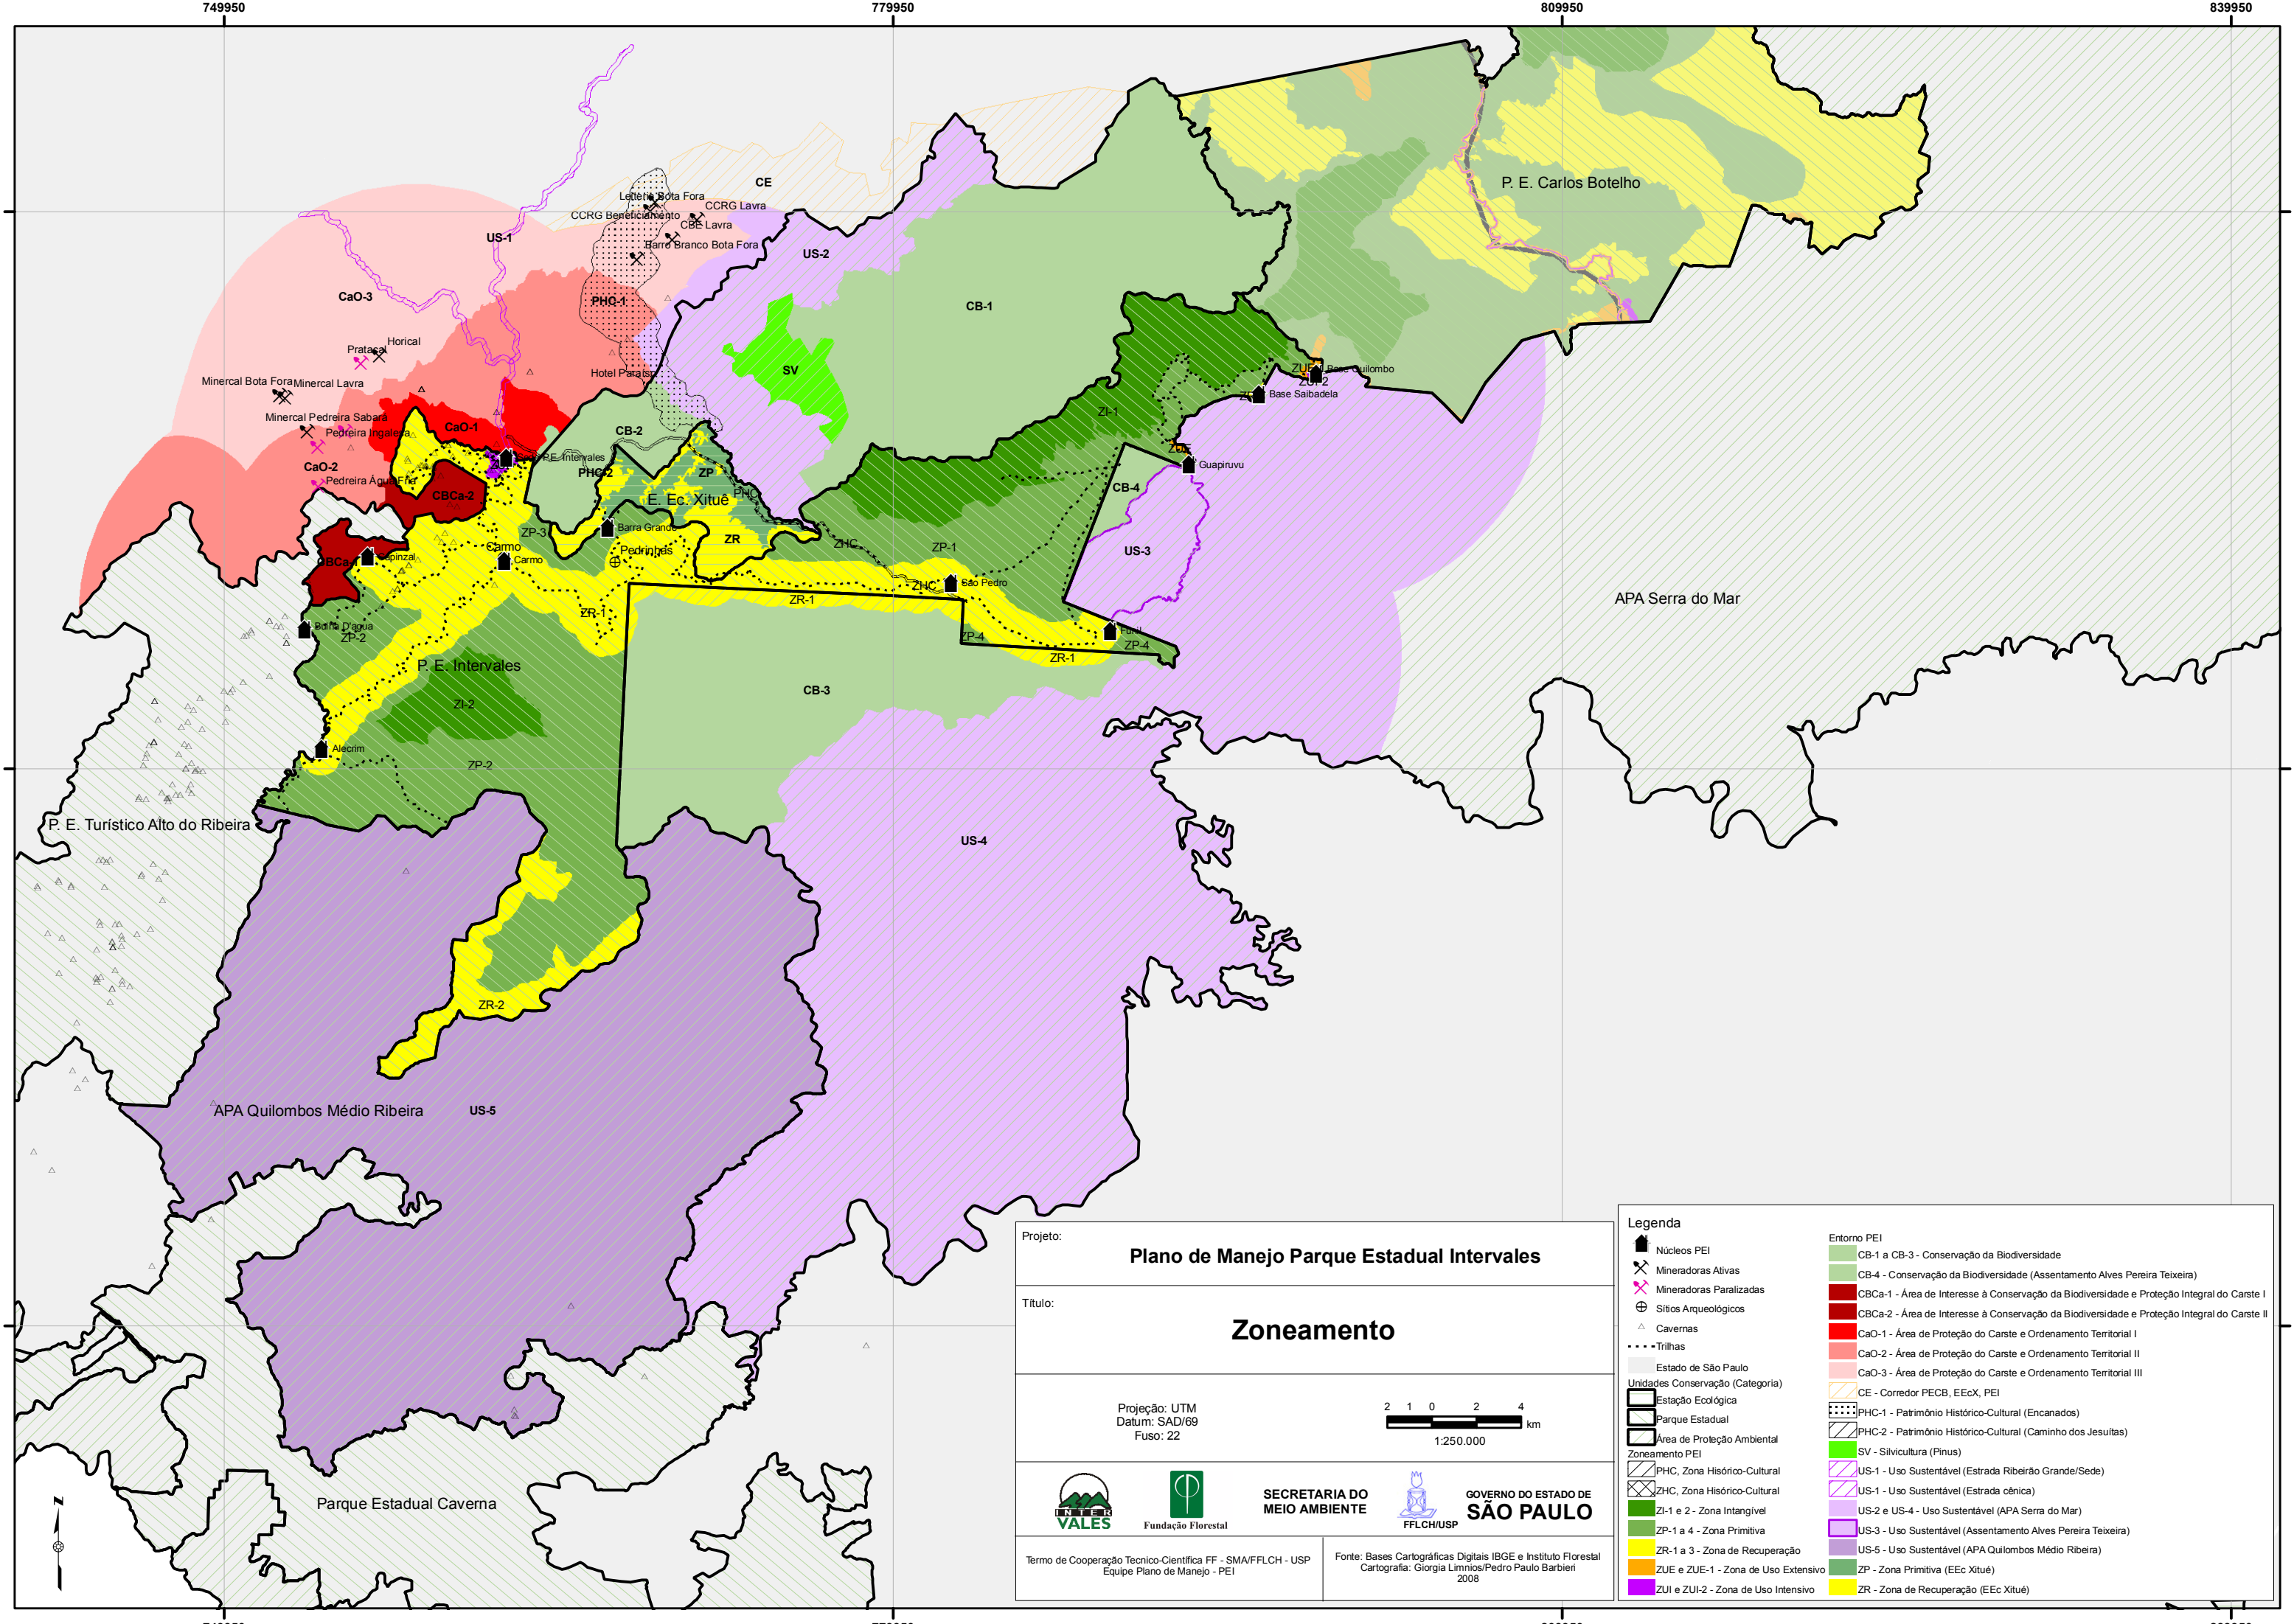 749950
779950
809950
839950
P. E. Carlos Botelho
CE
CCRG Lavra
CCRG Beneficiamento
CBE Lavra
Barro Branco Bota Fora
US-1
US-2
CaO-3
PHC-1
CB-1
Horical
Hotel Paraiso
SV
Minercal Bota Fora
Minercal Lavra
Base Quilombo
ZUI-2
Base Saibadela
Minercal Pedreira Sabará
Pedreira Ingaleca
CaO-1
CB-2
ZI-1
CaO-2
Pedreira Água Fria
CBCa-2
PHC-2
ZP
PHC
E. Ec. Xituê
Guapiruvu
CB-4
ZP-3
Barra Grande
ZR
ZHC
ZP-1
US-3
Carmo
Carmo
Pedrinhas
ZHC
São Pedro
ZR-1
ZR-1
APA Serra do Mar
ZP-2
ZP-4
ZP-4
ZR-1
P. E. Intervales
CB-3
ZI-2
Alecrim
ZP-2
P. E. Turístico Alto do Ribeira
US-4
ZR-2
APA Quilombos Médio Ribeira
US-5
Parque Estadual Caverna
N
Projeto:
Plano de Manejo Parque Estadual Intervales
Título:
Zoneamento
Projeção: UTM
Datum: SAD/69
Fuso: 22
2 1 0 2 4
km
1:250.000
INTER
VALES
Fundação Florestal
SECRETARIA DO
MEIO AMBIENTE
FFLCH/USP
GOVERNO DO ESTADO DE
SÃO PAULO
Termo de Cooperação Tecnico-Científica FF - SMA/FFLCH - USP
Equipe Plano de Manejo - PEI
Fonte: Bases Cartográficas Digitais IBGE e Instituto Florestal
Cartografia: Giorgia Limnios/Pedro Paulo Barbieri
2008
Legenda
Núcleos PEI
Mineradoras Ativas
Mineradoras Paralizadas
Sítios Arqueológicos
Cavernas
Trilhas
Estado de São Paulo
Unidades Conservação (Categoria)
Estação Ecológica
Parque Estadual
Área de Proteção Ambiental
Zoneamento PEI
PHC, Zona Hisórico-Cultural
ZHC, Zona Hisórico-Cultural
ZI-1 e 2 - Zona Intangível
ZP-1 a 4 - Zona Primitiva
ZR-1 a 3 - Zona de Recuperação
ZUE e ZUE-1 - Zona de Uso Extensivo
ZUI e ZUI-2 - Zona de Uso Intensivo
Entorno PEI
CB-1 a CB-3 - Conservação da Biodiversidade
CB-4 - Conservação da Biodiversidade (Assentamento Alves Pereira Teixeira)
CBCa-1 - Área de Interesse à Conservação da Biodiversidade e Proteção Integral do Carste I
CBCa-2 - Área de Interesse à Conservação da Biodiversidade e Proteção Integral do Carste II
CaO-1 - Área de Proteção do Carste e Ordenamento Territorial I
CaO-2 - Área de Proteção do Carste e Ordenamento Territorial II
CaO-3 - Área de Proteção do Carste e Ordenamento Territorial III
CE - Corredor PECB, EEcX, PEI
PHC-1 - Patrimônio Histórico-Cultural (Encanados)
PHC-2 - Patrimônio Histórico-Cultural (Caminho dos Jesuítas)
SV - Silvicultura (Pinus)
US-1 - Uso Sustentável (Estrada Ribeirão Grande/Sede)
US-1 - Uso Sustentável (Estrada cênica)
US-2 e US-4 - Uso Sustentável (APA Serra do Mar)
US-3 - Uso Sustentável (Assentamento Alves Pereira Teixeira)
US-5 - Uso Sustentável (APA Quilombos Médio Ribeira)
ZP - Zona Primitiva (EEc Xitué)
ZR - Zona de Recuperação (EEc Xitué)